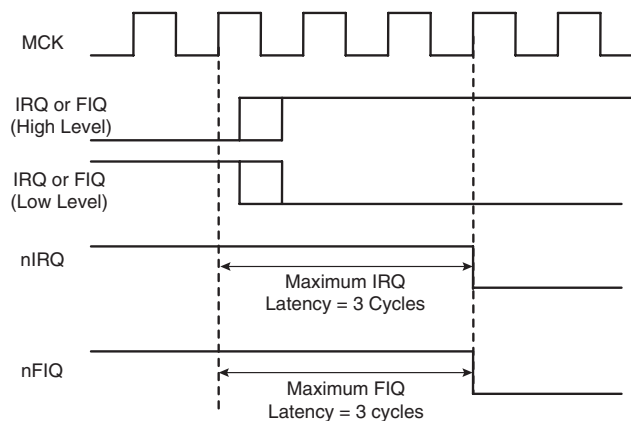 MCK
IRQ or FIQ
(High Level)
IRQ or FIQ
(Low Level)
nIRQ
Maximum IRQ
Latency = 3 Cycles
nFIQ
Maximum FIQ
Latency = 3 cycles